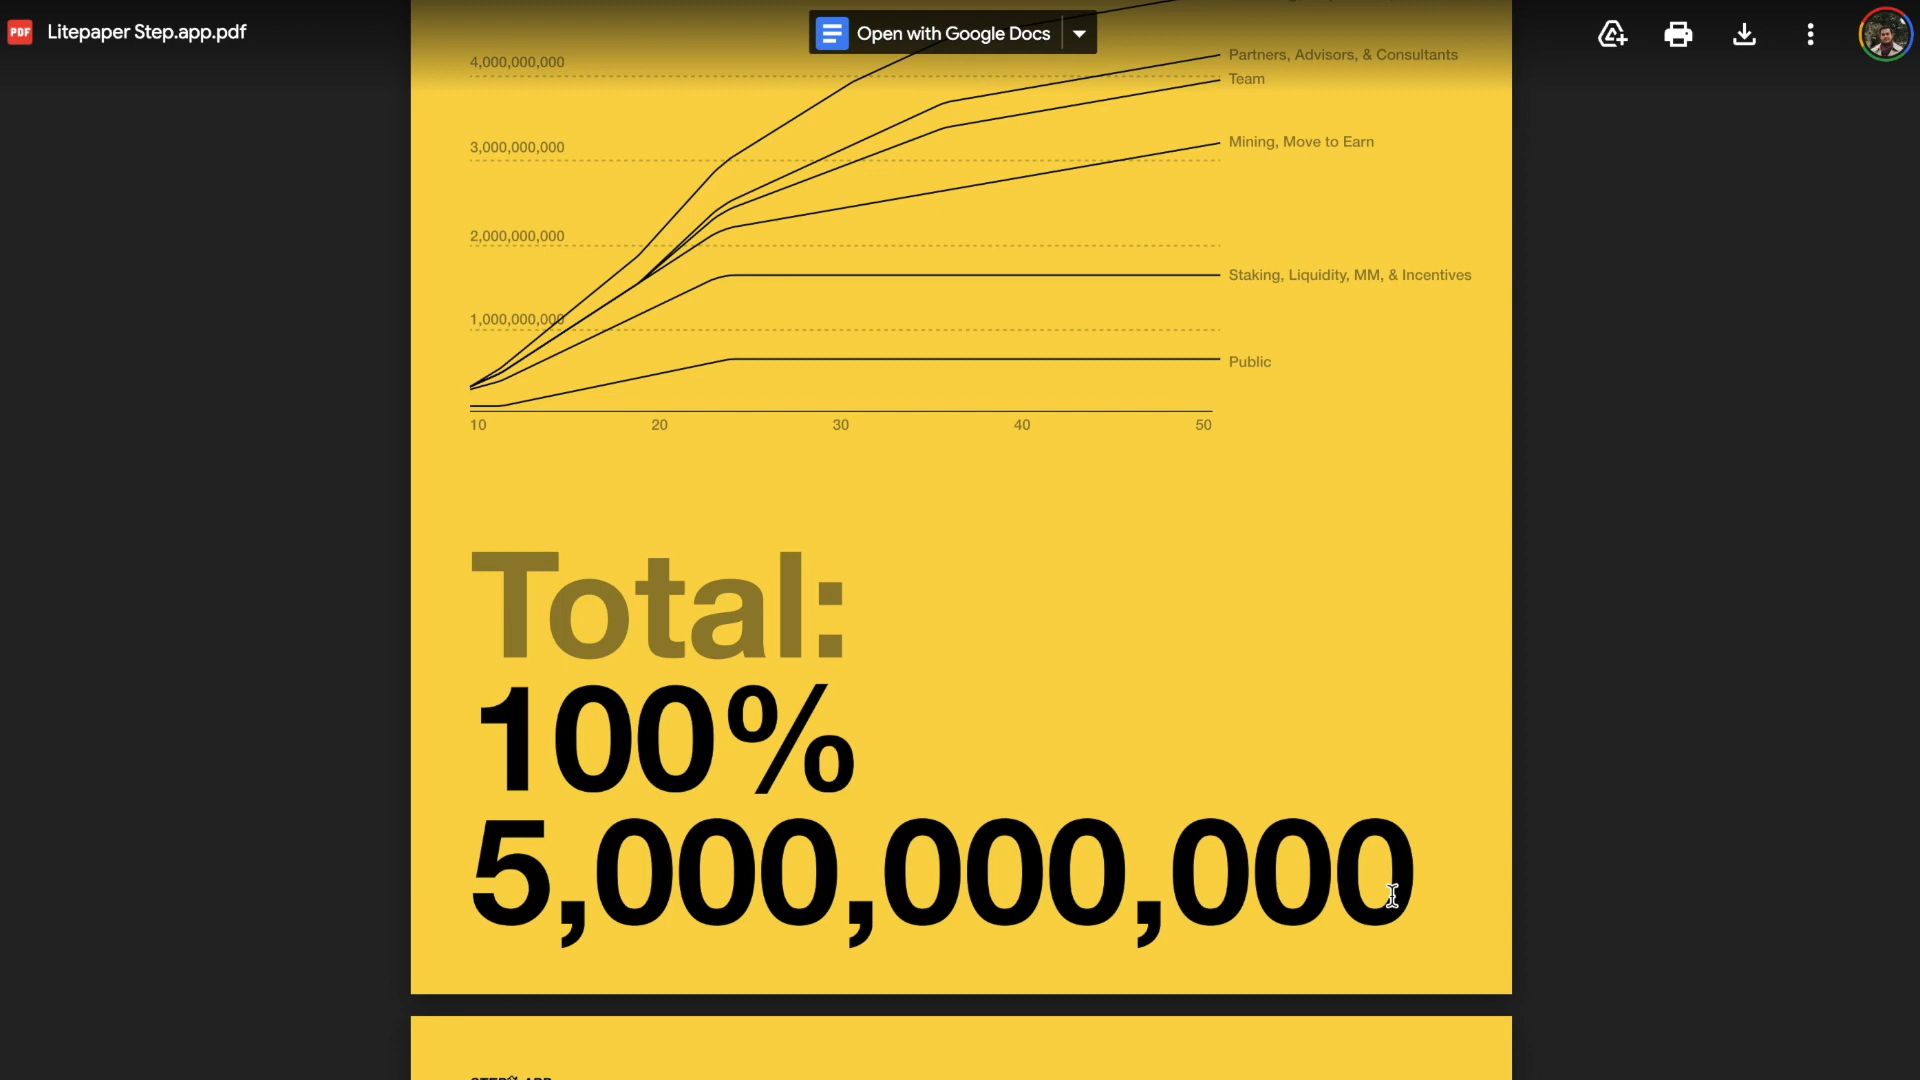 PDF
Litepaper Step.app.pdf
Open with Google Docs
4,000,000,000
Partners, Advisors, & Consultants
Team
3,000,000,000
Mining, Move to Earn
2,000,000,000
Staking, Liquidity, MM, & Incentives
1,000,000,000
Public
10 20 30 40 50
Total:
100%
5,000,000,000